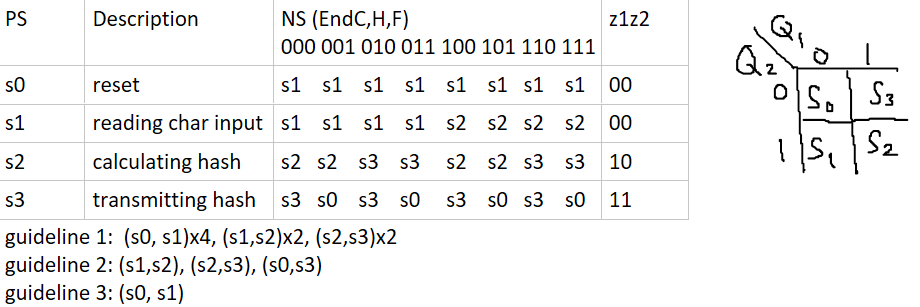 PS Description NS (EndC,H,F) z1z2
000 001 010 011 100 101 110 111
s0 reset s1 s1 s1 s1 s1 s1 s1 s1 00
s1 reading char input s1 s1 s1 s1 s2 s2 s2 s2 00
s2 calculating hash s2 s2 s3 s3 s2 s2 s3 s3 10
s3 transmitting hash s3 s0 s3 s0 s3 s0 s3 s0 11
guideline 1: (s0, s1)x4, (s1,s2)x2, (s2,s3)x2
guideline 2: (s1,s2), (s2,s3), (s0,s3)
guideline 3: (s0, s1)
Q1
Q2 0 1
0 S0 S3
1 S1 S2